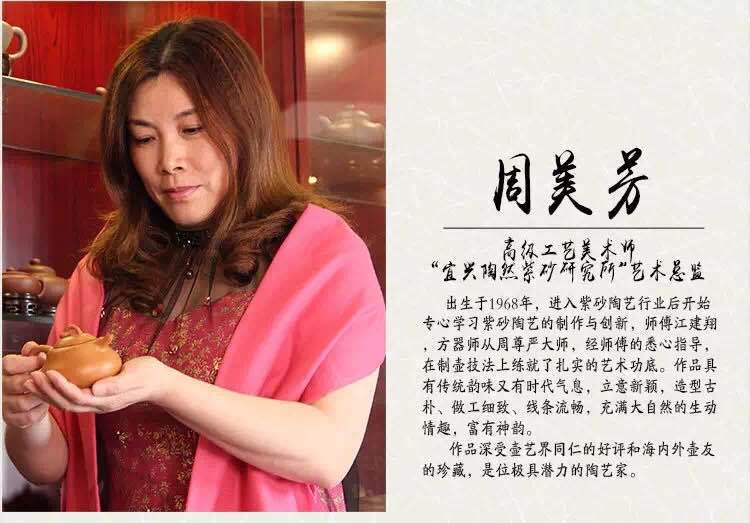 周美芳
高级工艺美术师
“宜兴陶然紫砂研究所”艺术总监
出生于1968年，进入紫砂陶艺行业后开始
专心学习紫砂陶艺的制作与创新，师傅江建翔
，方器师从周尊严大师，经师傅的悉心指导，
在制壶技法上练就了扎实的艺术功底。作品具
有传统韵味又有时代气息，立意新颖，造型古
朴、做工细致、线条流畅，充满大自然的生动
情趣，富有神韵。
作品深受壶艺界同仁的好评和海内外壶友
的珍藏，是位极具潜力的陶艺家。